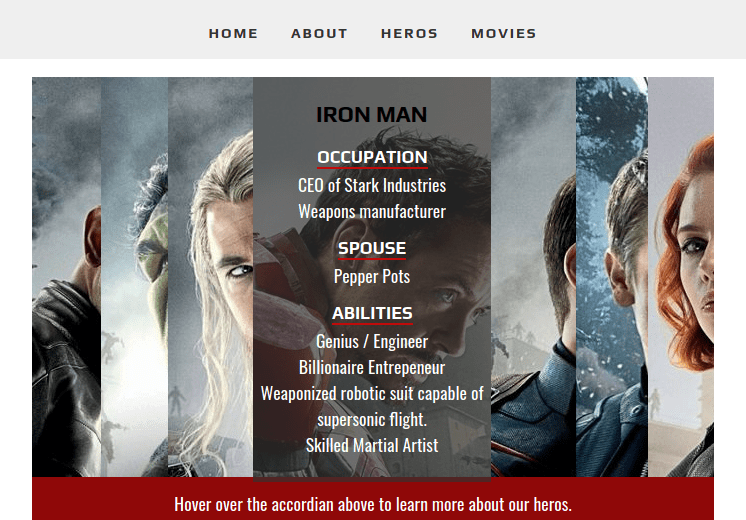 HOME ABOUT HEROS MOVIES
IRON MAN
OCCUPATION
CEO of Stark Industries
Weapons manufacturer
SPOUSE
Pepper Pots
ABILITIES
Genius / Engineer
Billionaire Entrepeneur
Weaponized robotic suit capable of
supersonic flight.
Skilled Martial Artist
Hover over the accordian above to learn more about our heros.